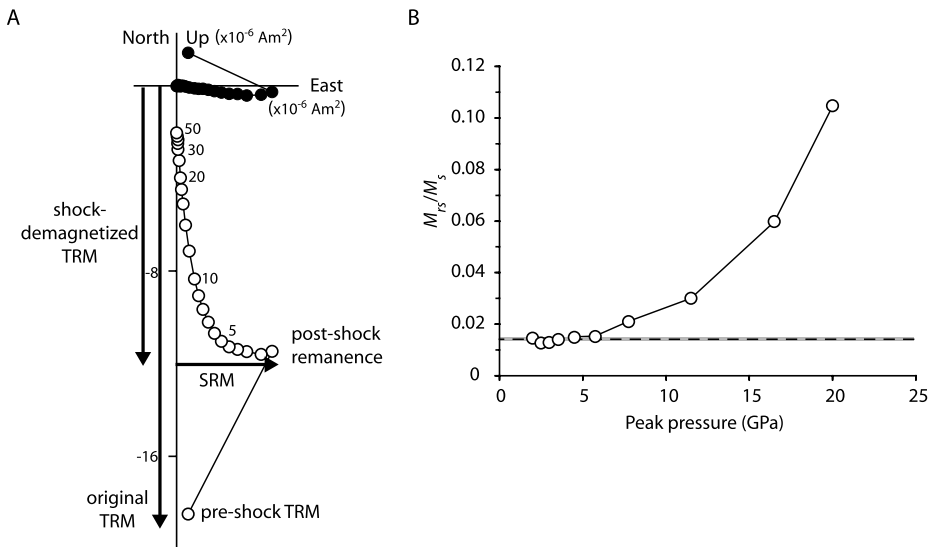 A
North
Up (x10-6 Am2)
East
(x10-6 Am2)
50
30
20
shock-
demagnetized
TRM
-8
10
5
post-shock
remanence
SRM
-16
original
TRM
pre-shock TRM
B
0.12
0.10
0.08
0.06
0.04
0.02
0
Mrs/Ms
0
5
10
15
20
25
Peak pressure (GPa)